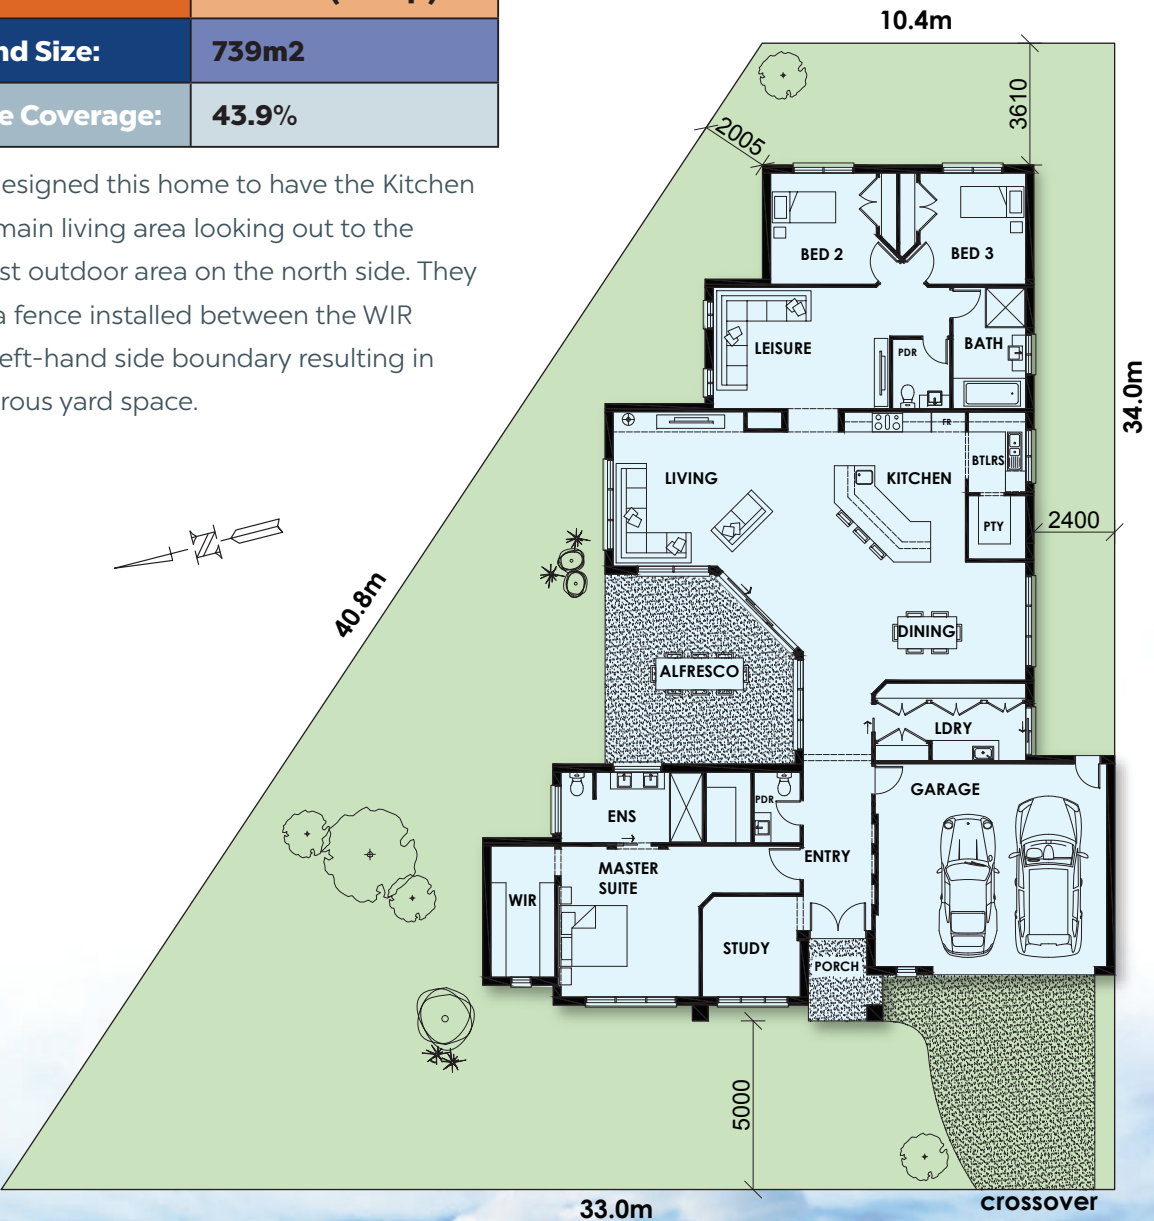 nd Size: 739m2
e Coverage: 43.9%
esigned this home to have the Kitchen
main living area looking out to the
st outdoor area on the north side. They
a fence installed between the WIR
eft-hand side boundary resulting in
rous yard space.
10.4m
3610
2005
BED 2
BED 3
LEISURE
PDR
BATH
34.0m
FR
LIVING
KITCHEN
BTLRS
PTY
2400
N
40.8m
DINING
ALFRESCO
LDRY
GARAGE
ENS
PDR
ENTRY
MASTER
SUITE
WIR
STUDY
PORCH
5000
33.0m
crossover